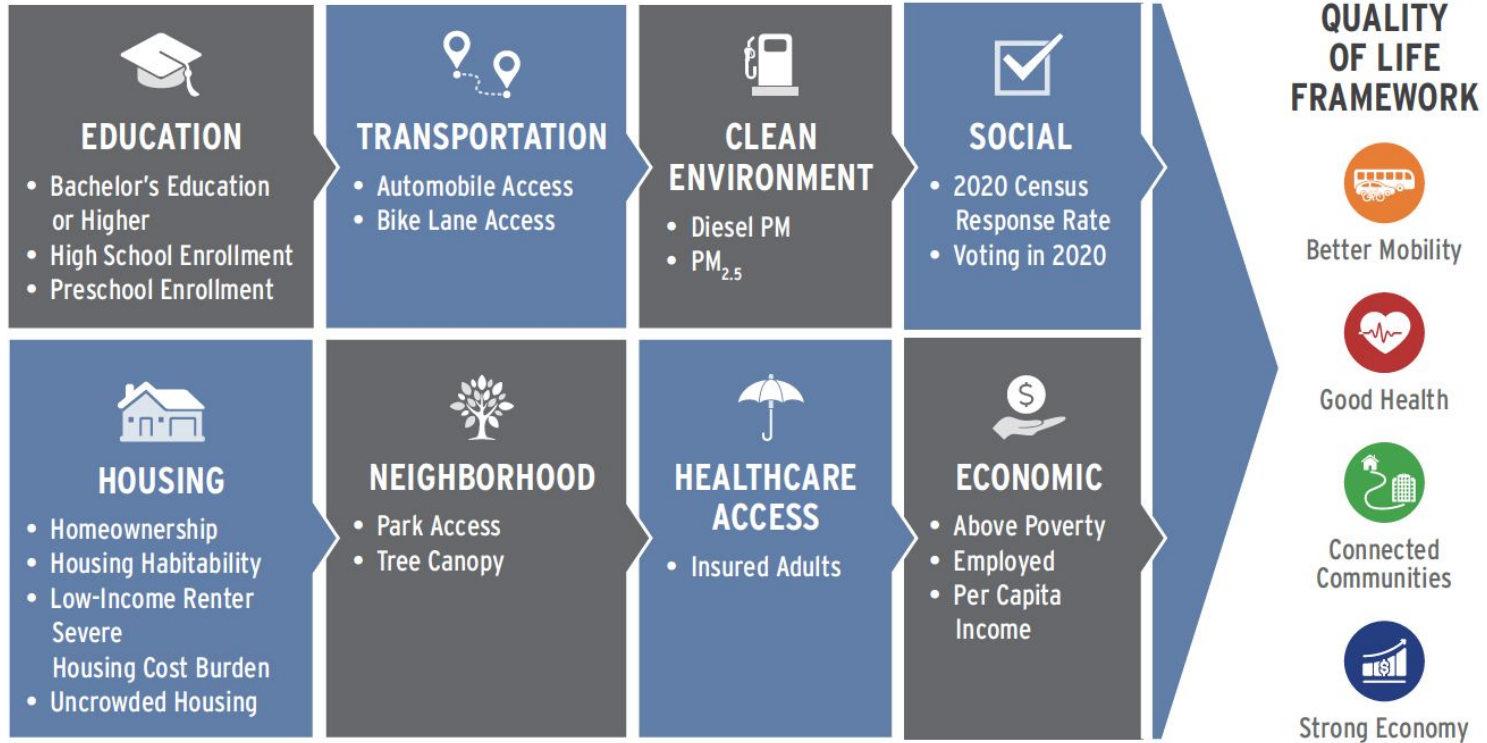 EDUCATION
• Bachelor's Education
or Higher
• High School Enrollment
• Preschool Enrollment
TRANSPORTATION
• Automobile Access
• Bike Lane Access
CLEAN
ENVIRONMENT
• Diesel PM
• PM2.5
SOCIAL
• 2020 Census
Response Rate
• Voting in 2020
HOUSING
• Homeownership
• Housing Habitability
• Low-Income Renter
Severe
Housing Cost Burden
• Uncrowded Housing
NEIGHBORHOOD
• Park Access
• Tree Canopy
HEALTHCARE
ACCESS
• Insured Adults
$
ECONOMIC
• Above Poverty
• Employed
• Per Capita
Income
QUALITY
OF LIFE
FRAMEWORK
Better Mobility
Good Health
Connected
Communities
$
Strong Economy